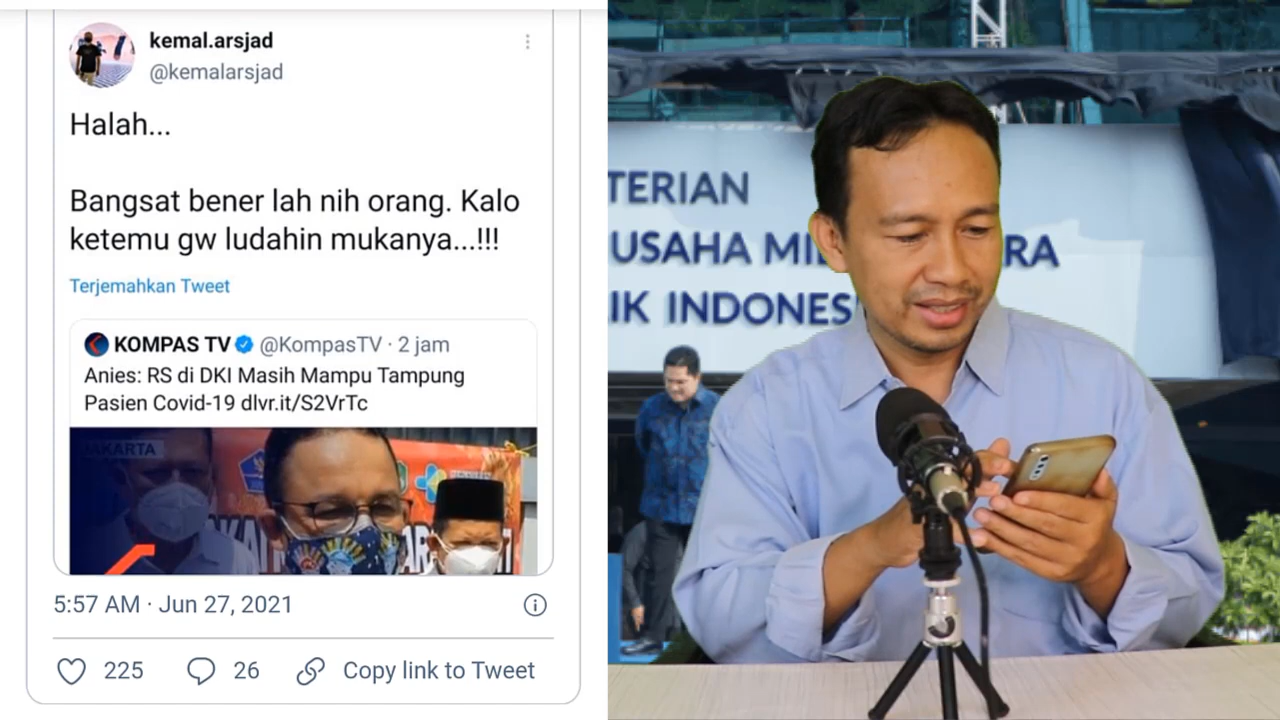 kemal.arsjad
@kemalarsjad
Halah...
Bangsat bener lah nih orang. Kalo
ketemu gw ludahin mukanya...!!!
Terjemahkan Tweet
KOMPAS TV @KompasTV · 2 jam
Anies: RS di DKI Masih Mampu Tampung
Pasien Covid-19 dlvr.it/S2VrTc
JAKARTA
5:57 AM · Jun 27, 2021
225 26 Copy link to Tweet
TERIAN
USAHA MI RA
IK INDONES